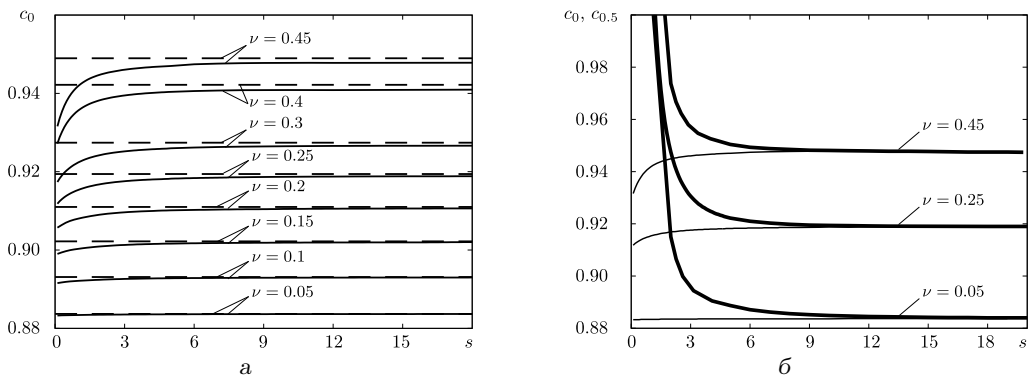 c₀
0.94
0.92
0.90
0.88
0 3 6 9 12 15 s
ν = 0.45
ν = 0.4
ν = 0.3
ν = 0.25
ν = 0.2
ν = 0.15
ν = 0.1
ν = 0.05
а
c₀, c₀.₅
0.98
0.96
0.94
0.92
0.90
0.88
0 3 6 9 12 15 18 s
ν = 0.45
ν = 0.25
ν = 0.05
б